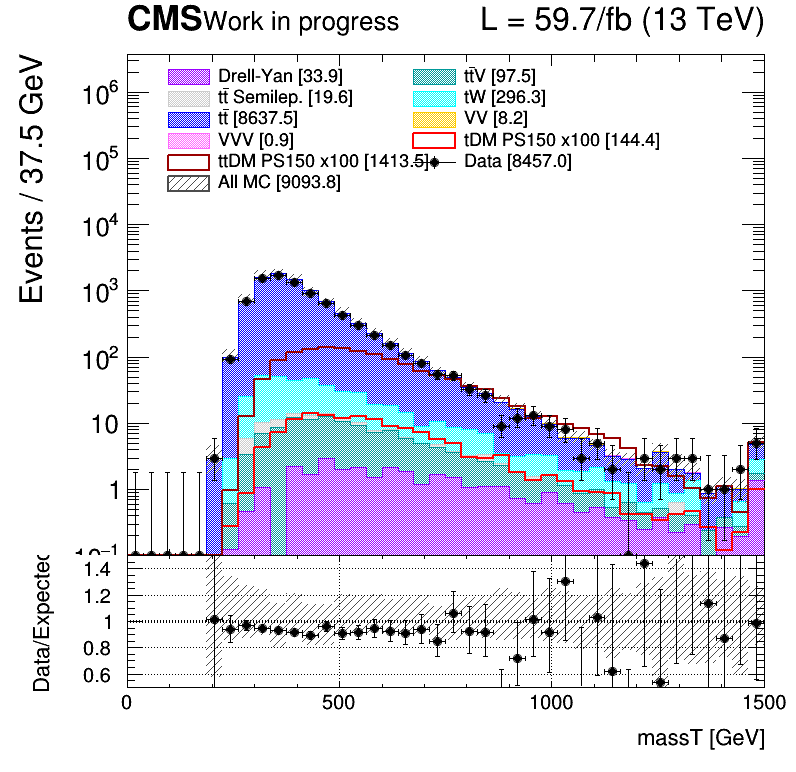 CMS Work in progress L = 59.7/fb (13 TeV)
Events / 37.5 GeV
Drell-Yan [33.9] tt̄V [97.5]
tt̄ Semilep. [19.6] tW [296.3]
tt̄ [8637.5] VV [8.2]
VVV [0.9] tDM PS150 x100 [144.4]
ttDM PS150 x100 [1413.5] Data [8457.0]
All MC [9093.8]
10⁶
10⁵
10⁴
10³
10²
10
1
10⁻¹
Data/Expected
1.4
1.2
1
0.8
0.6
0 500 1000 1500
massT [GeV]